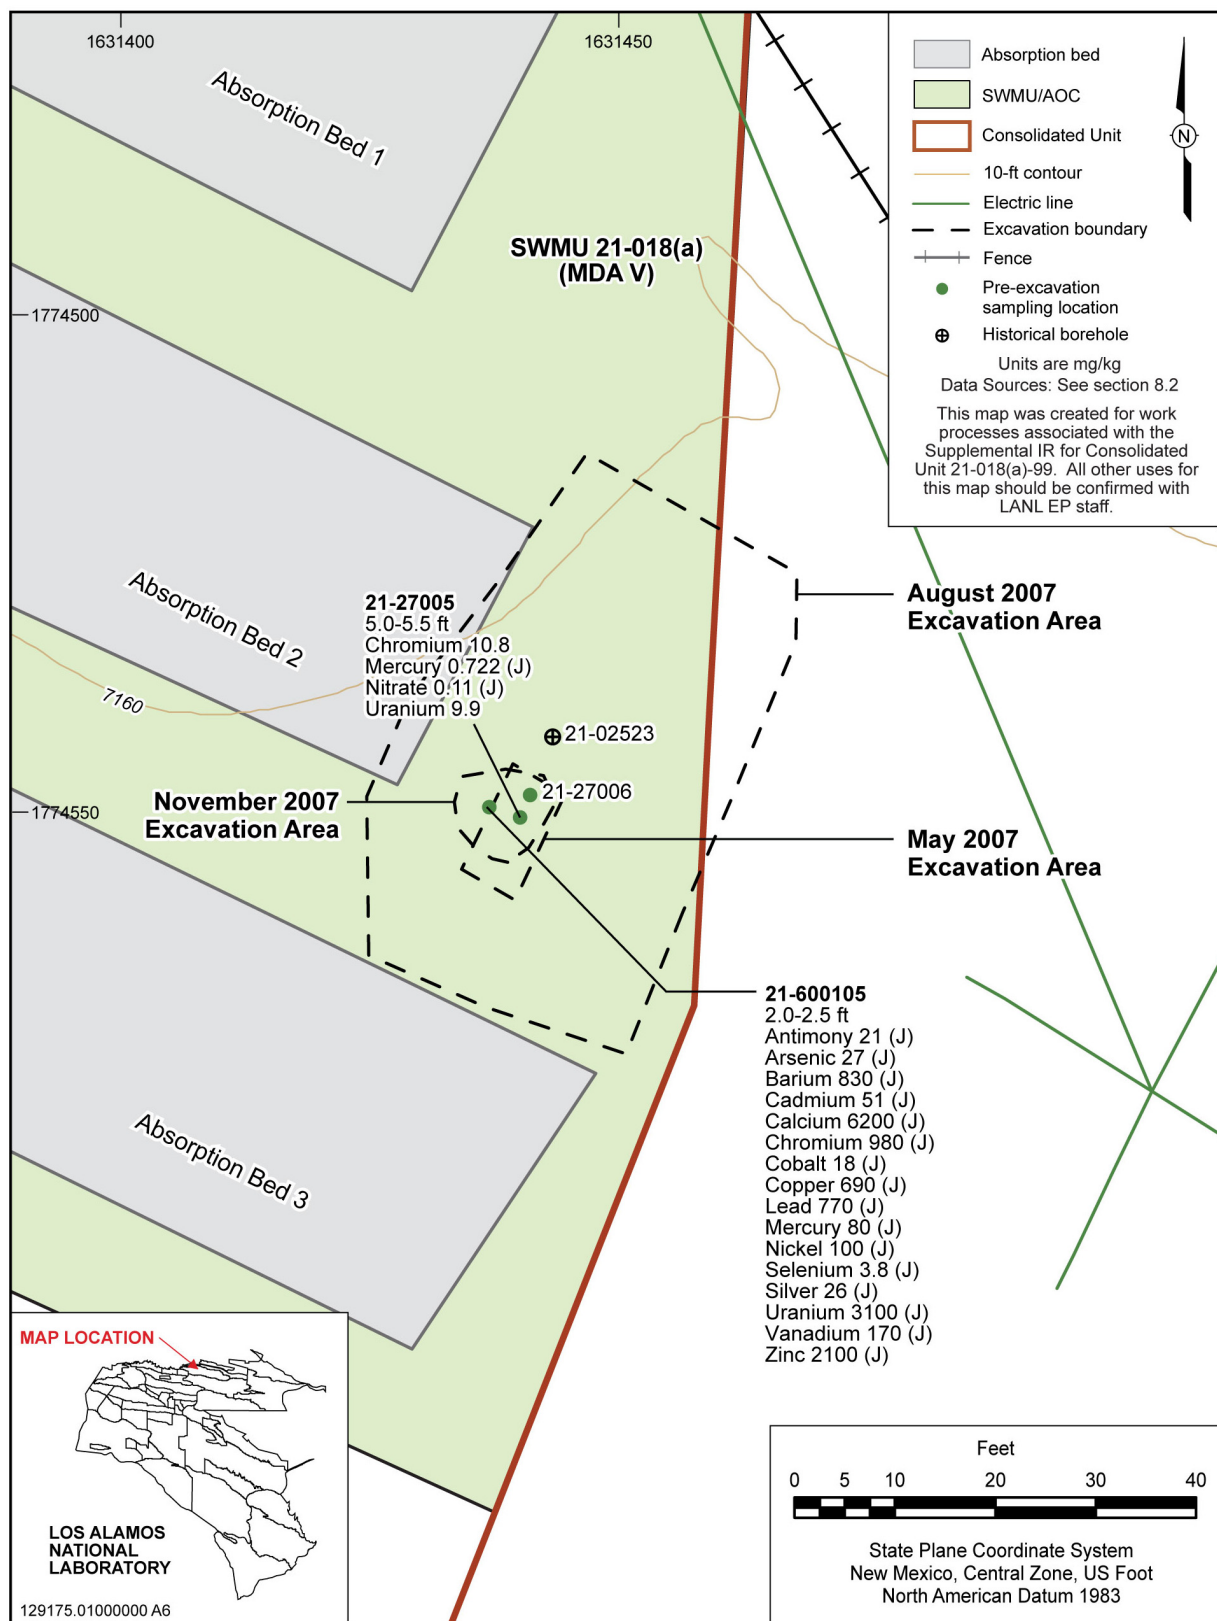 1631400
1631450
Absorption Bed 1
SWMU 21-018(a)
(MDA V)
1774500
Absorption bed
SWMU/AOC
Consolidated Unit
10-ft contour
Electric line
Excavation boundary
Fence
Pre-excavation
sampling location
Historical borehole
Units are mg/kg
Data Sources: See section 8.2
This map was created for work
processes associated with the
Supplemental IR for Consolidated
Unit 21-018(a)-99.  All other uses for
this map should be confirmed with
LANL EP staff.
N
Absorption Bed 2
7160
21-27005
5.0-5.5 ft
Chromium 10.8
Mercury 0.722 (J)
Nitrate 0.11 (J)
Uranium 9.9
August 2007
Excavation Area
21-02523
21-27006
November 2007
Excavation Area
1774550
May 2007
Excavation Area
21-600105
2.0-2.5 ft
Antimony 21 (J)
Arsenic 27 (J)
Barium 830 (J)
Cadmium 51 (J)
Calcium 6200 (J)
Chromium 980 (J)
Cobalt 18 (J)
Copper 690 (J)
Lead 770 (J)
Mercury 80 (J)
Nickel 100 (J)
Selenium 3.8 (J)
Silver 26 (J)
Uranium 3100 (J)
Vanadium 170 (J)
Zinc 2100 (J)
Absorption Bed 3
MAP LOCATION
LOS ALAMOS
NATIONAL
LABORATORY
129175.01000000 A6
Feet
0 5 10 20 30 40
State Plane Coordinate System
New Mexico, Central Zone, US Foot
North American Datum 1983